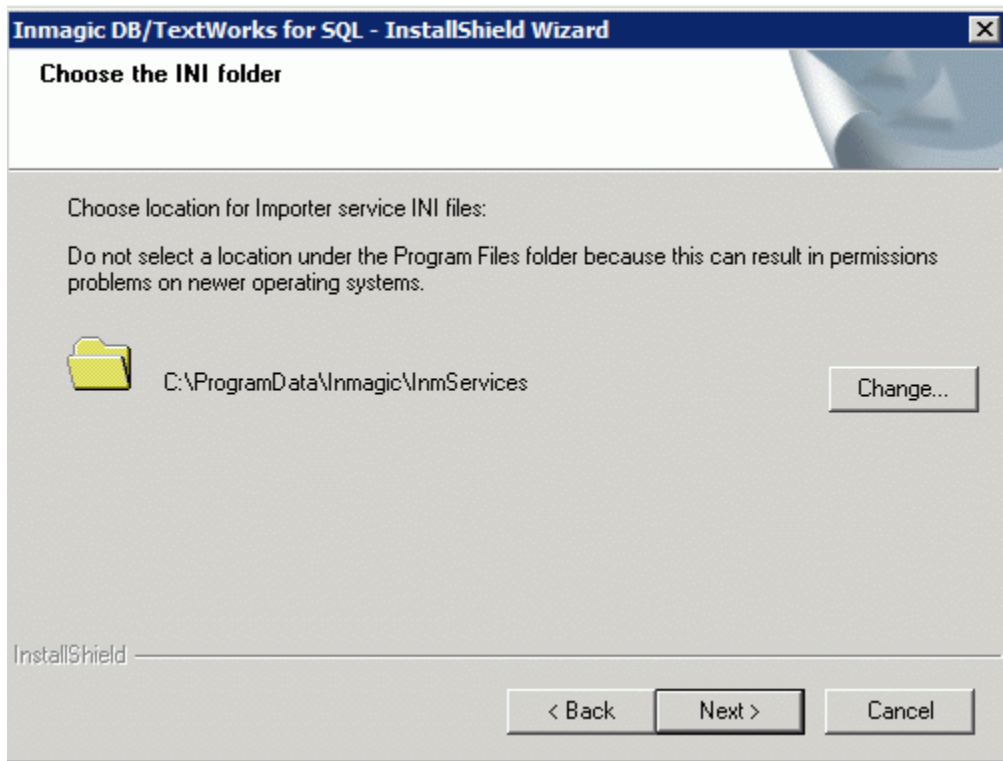 Inmagic DB/TextWorks for SQL - InstallShield Wizard
Choose the INI folder
Choose location for Importer service INI files:
Do not select a location under the Program Files folder because this can result in permissions
problems on newer operating systems.
C:\ProgramData\Inmagic\InmServices
Change...
InstallShield
< Back
Next >
Cancel